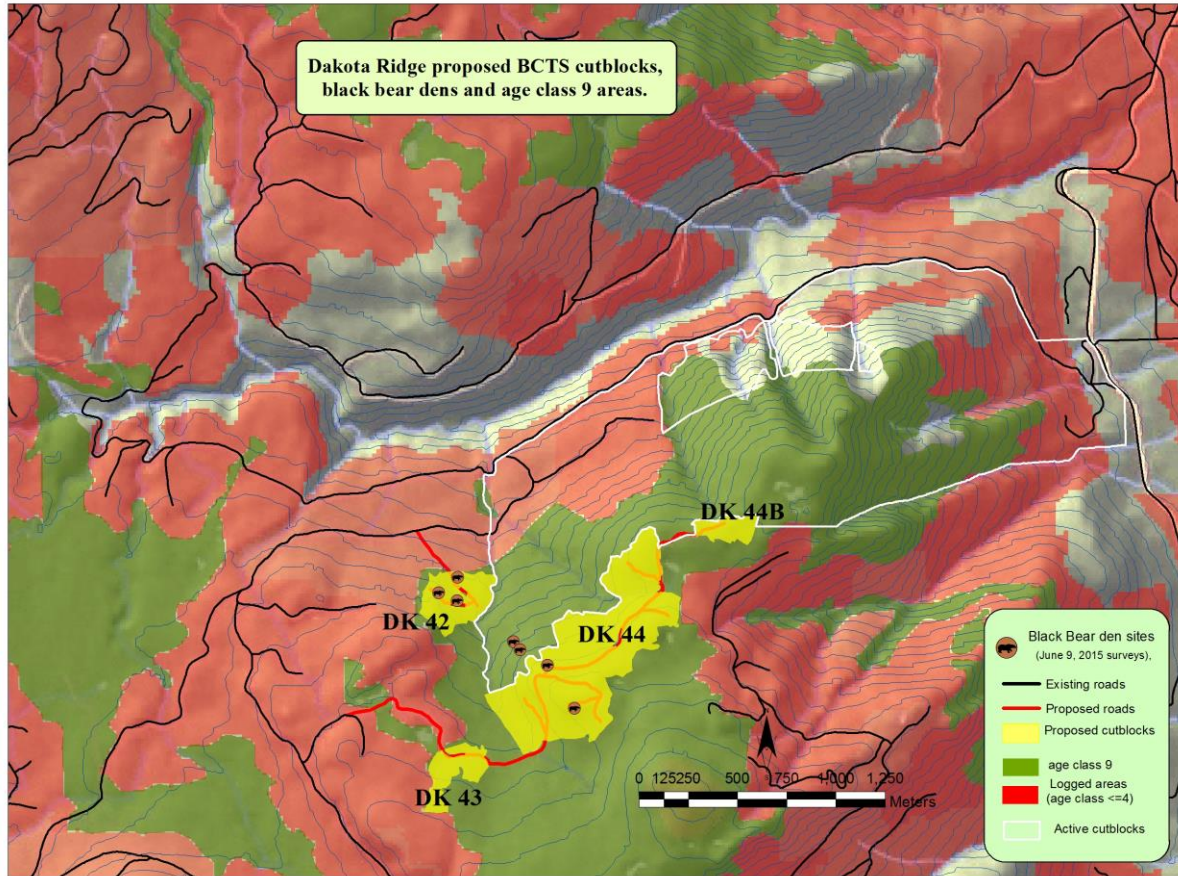 Dakota Ridge proposed BCTS cutblocks,
black bear dens and age class 9 areas.
DK 44B
DK 42
DK 44
DK 43
0 125250 500 750 1,000 1,250
Meters
Black Bear den sites
(June 9, 2015 surveys),
Existing roads
Proposed roads
Proposed cutblocks
age class 9
Logged areas
(age class <=4)
Active cutblocks